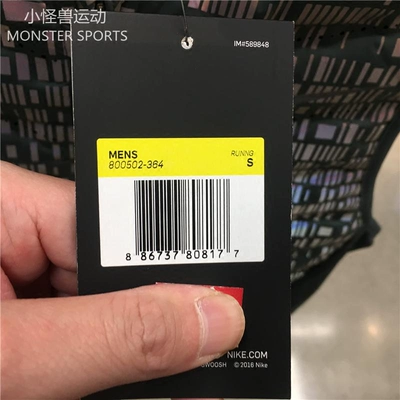 小怪兽运动
MONSTER SPORTS
IM#589848
MENS
800502-364
RUNNG
S
8 86737 80817 7
NIKE.COM
© 2016 Nike